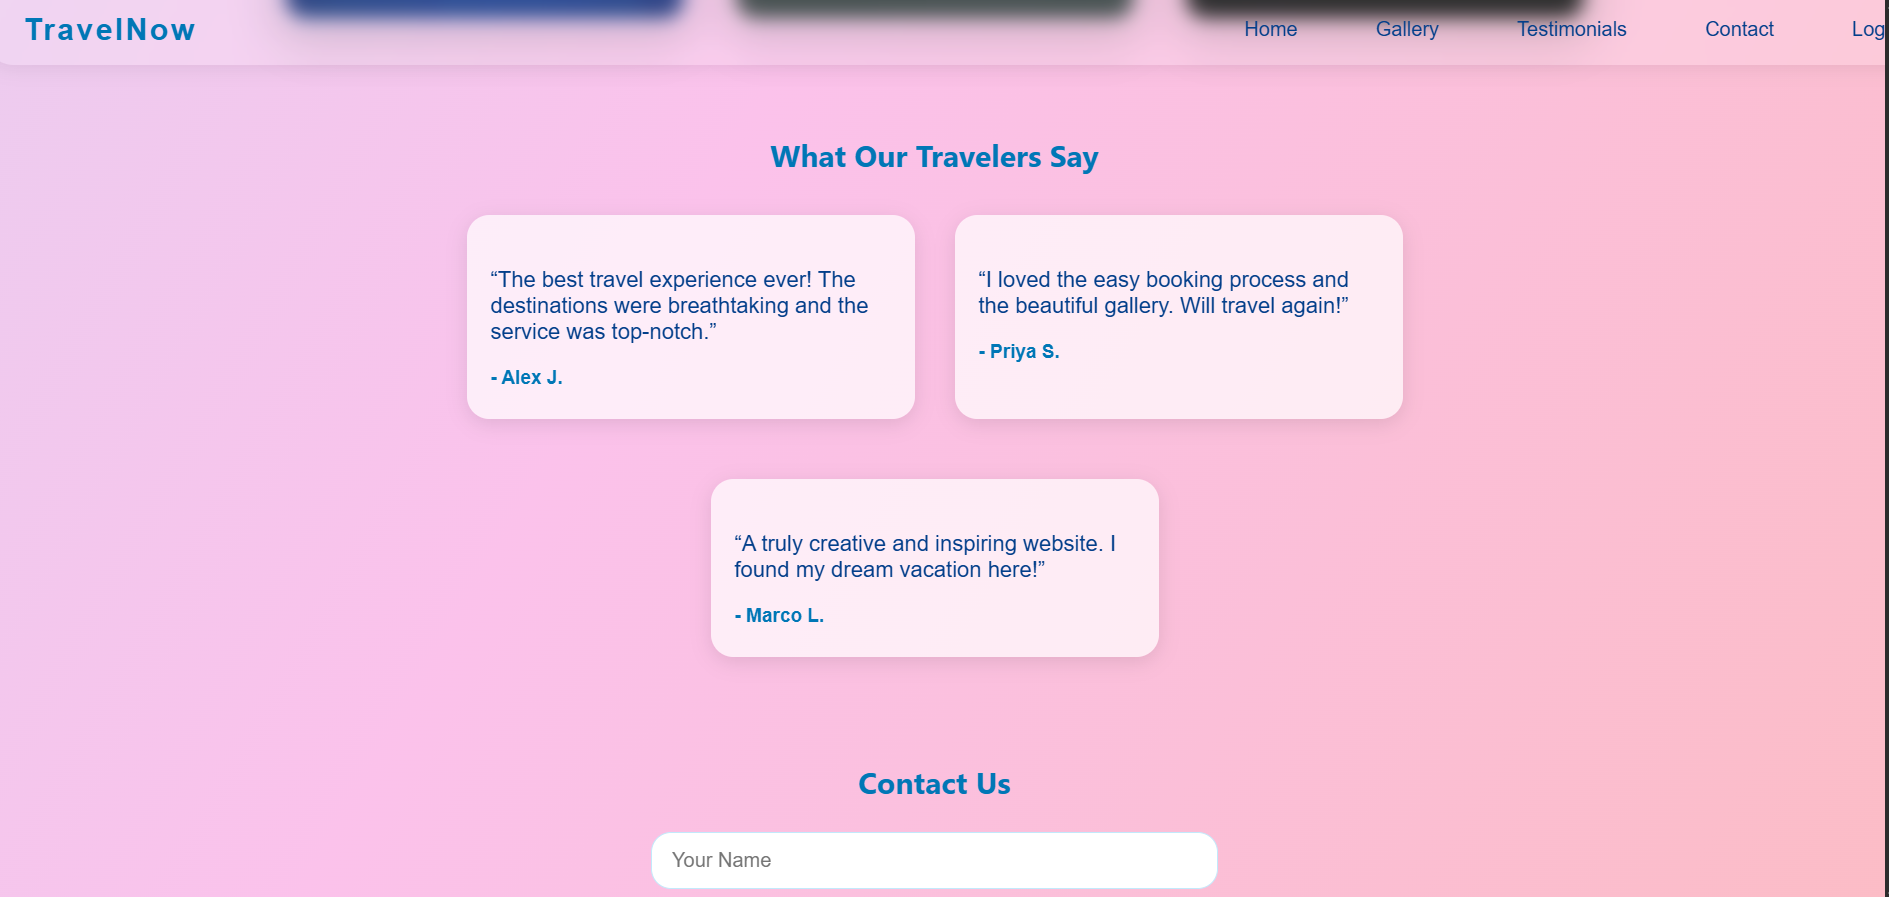 TravelNow
Home Gallery Testimonials Contact Log
What Our Travelers Say
“The best travel experience ever! The
destinations were breathtaking and the
service was top-notch.”
- Alex J.
“I loved the easy booking process and
the beautiful gallery. Will travel again!”
- Priya S.
“A truly creative and inspiring website. I
found my dream vacation here!”
- Marco L.
Contact Us
Your Name